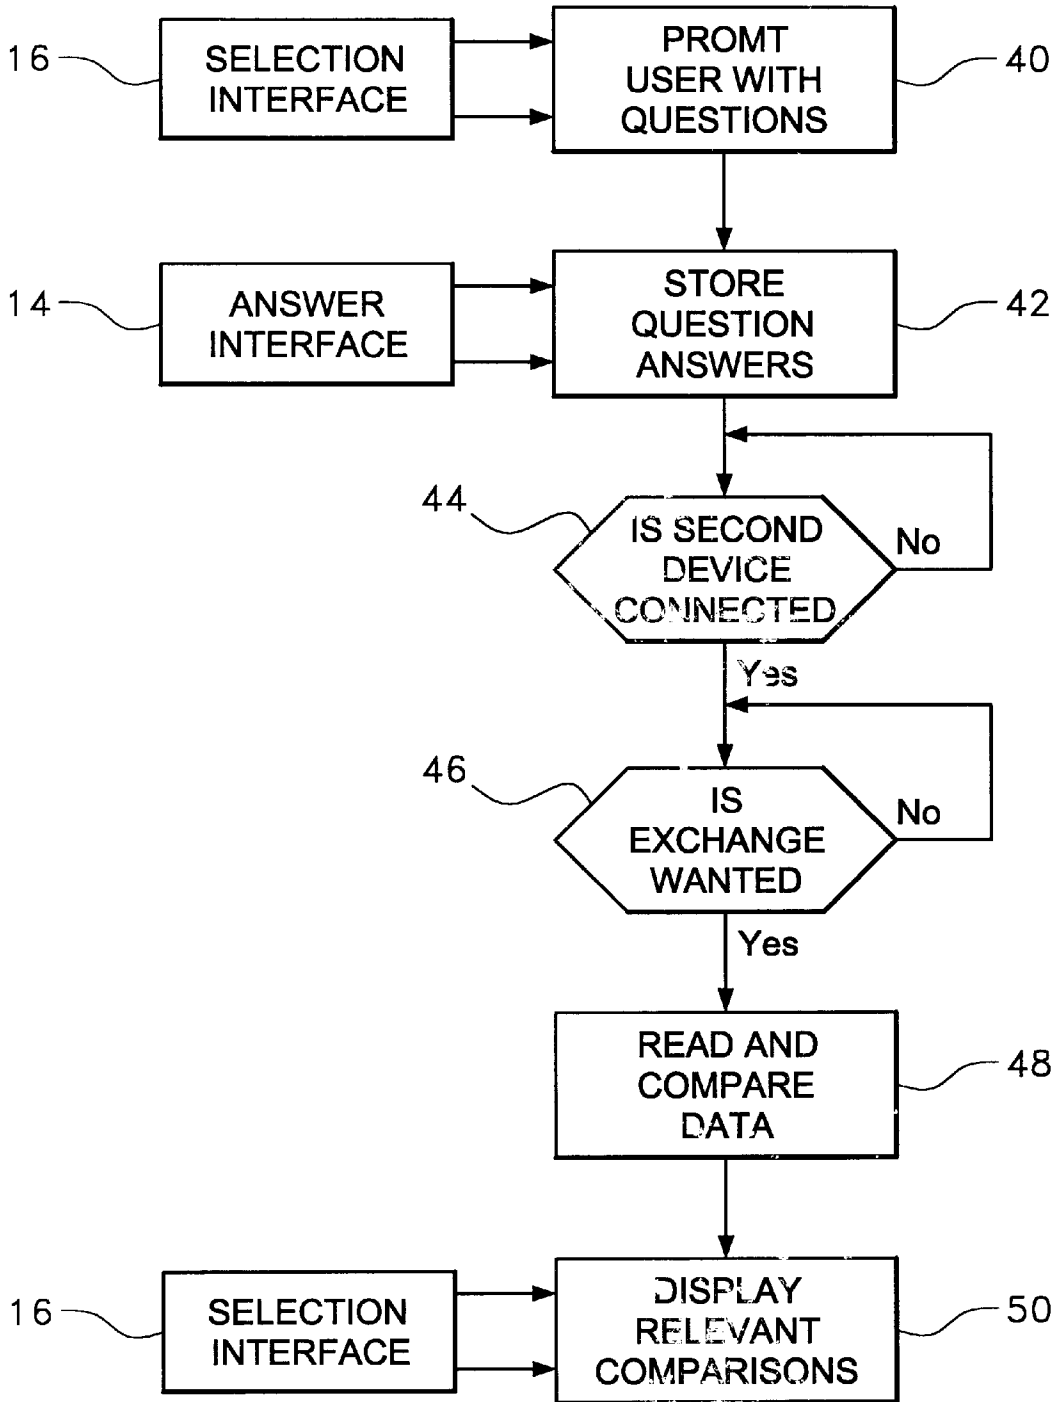 16
SELECTION
INTERFACE
PROMT
USER WITH
QUESTIONS
40
14
ANSWER
INTERFACE
STORE
QUESTION
ANSWERS
42
44
IS SECOND
DEVICE
CONNECTED
No
Yes
46
IS
EXCHANGE
WANTED
No
Yes
READ AND
COMPARE
DATA
48
16
SELECTION
INTERFACE
DISPLAY
RELEVANT
COMPARISONS
50